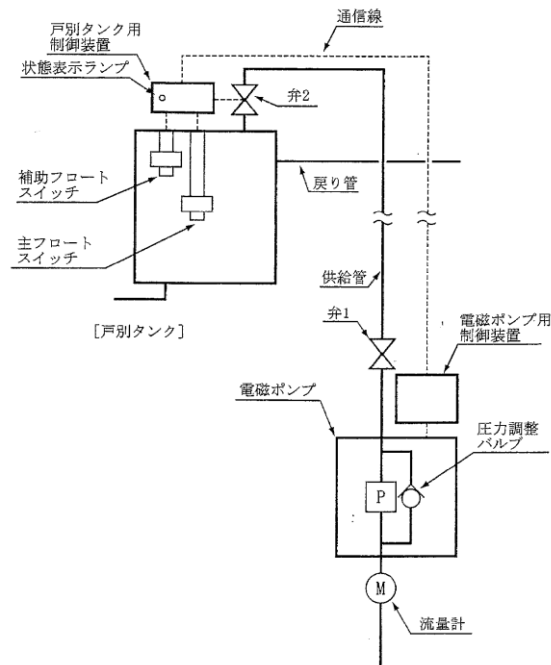 通信線
戸別タンク用
制御装置
状態表示ランプ
弁2
補助フロート
スイッチ
戻り管
主フロート
スイッチ
供給管
[戸別タンク]
弁1
電磁ポンプ用
制御装置
電磁ポンプ
圧力調整
バルブ
P
M
流量計